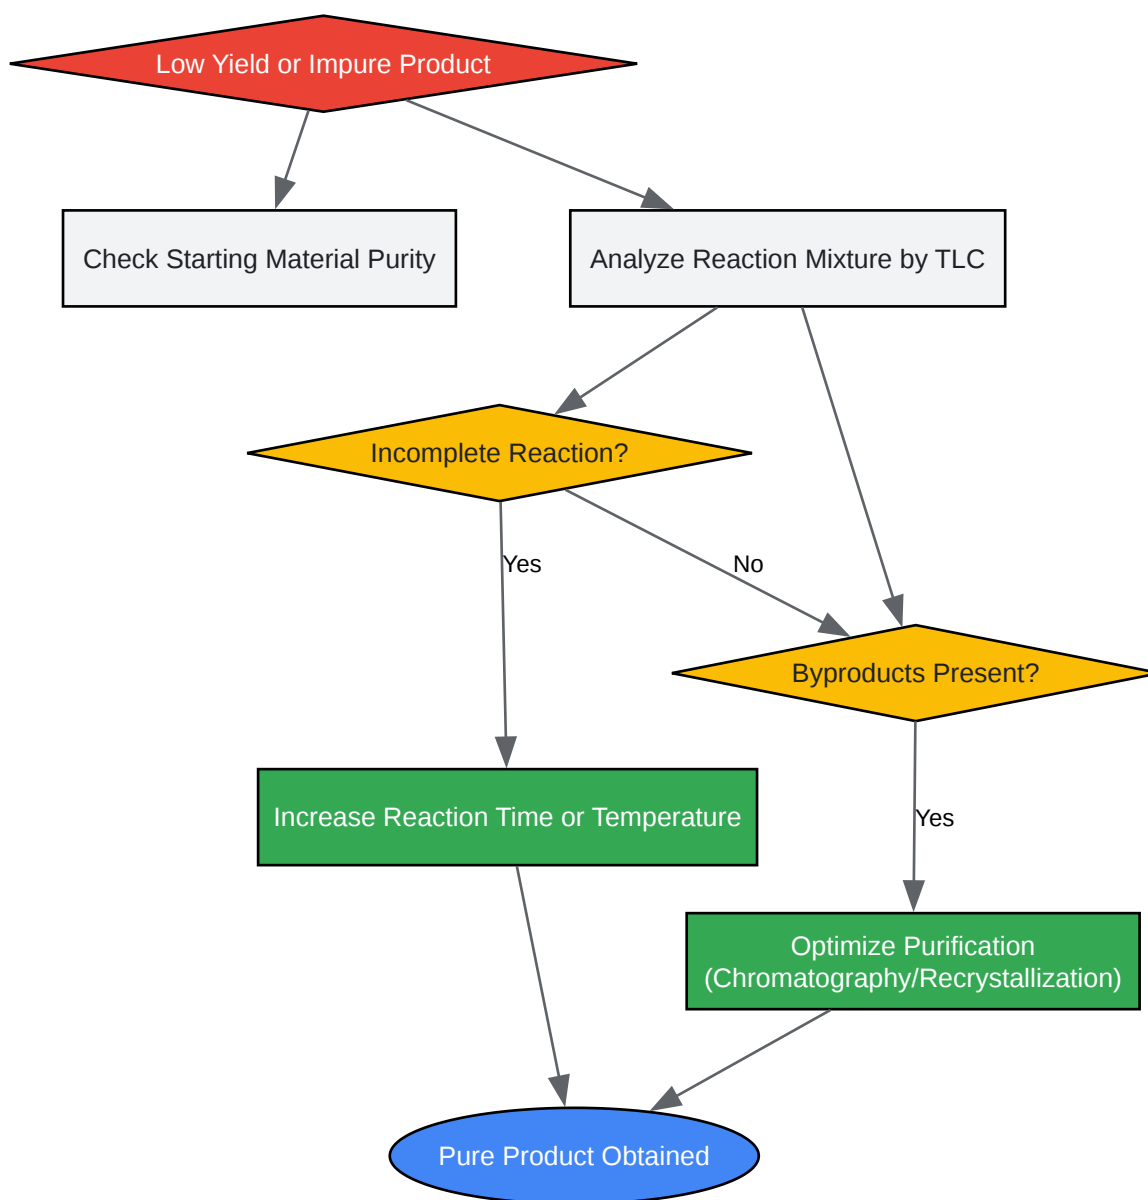 Low Yield or Impure Product
Check Starting Material Purity
Analyze Reaction Mixture by TLC
Incomplete Reaction?
Yes
No
Byproducts Present?
Increase Reaction Time or Temperature
Yes
Optimize Purification
(Chromatography/Recrystallization)
Pure Product Obtained